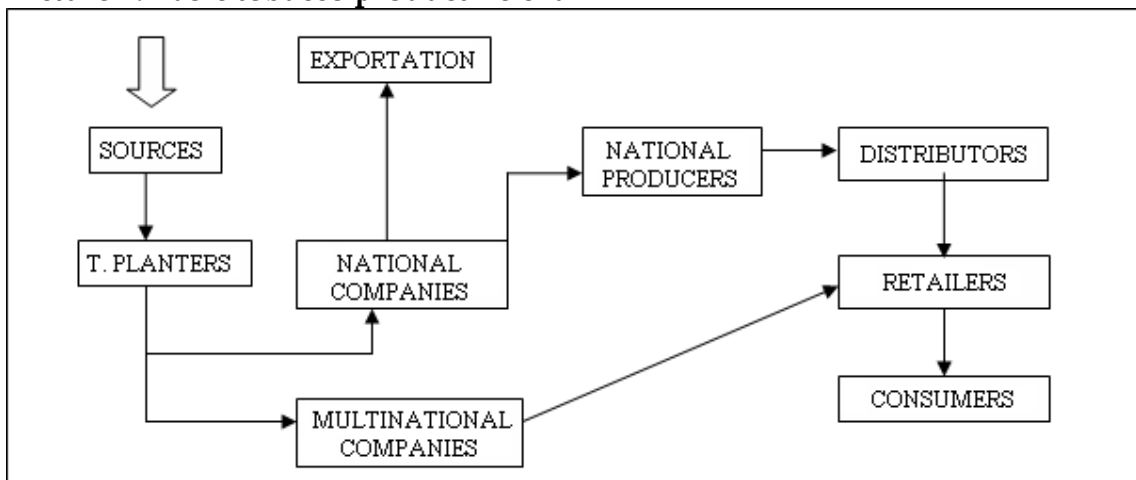 EXPORTATION
SOURCES
NATIONAL
PRODUCERS
DISTRIBUTORS
T. PLANTERS
NATIONAL
COMPANIES
RETAILERS
MULTINATIONAL
COMPANIES
CONSUMERS